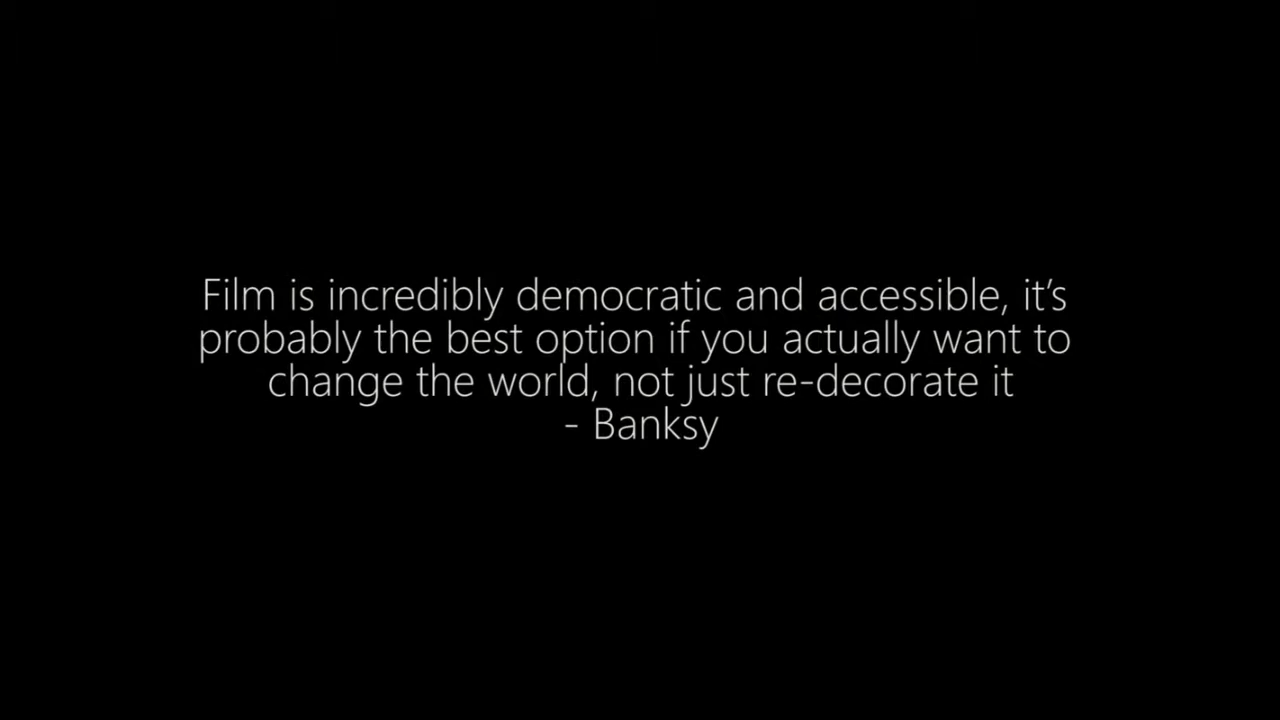 Film is incredibly democratic and accessible, it’s
probably the best option if you actually want to
change the world, not just re-decorate it
- Banksy